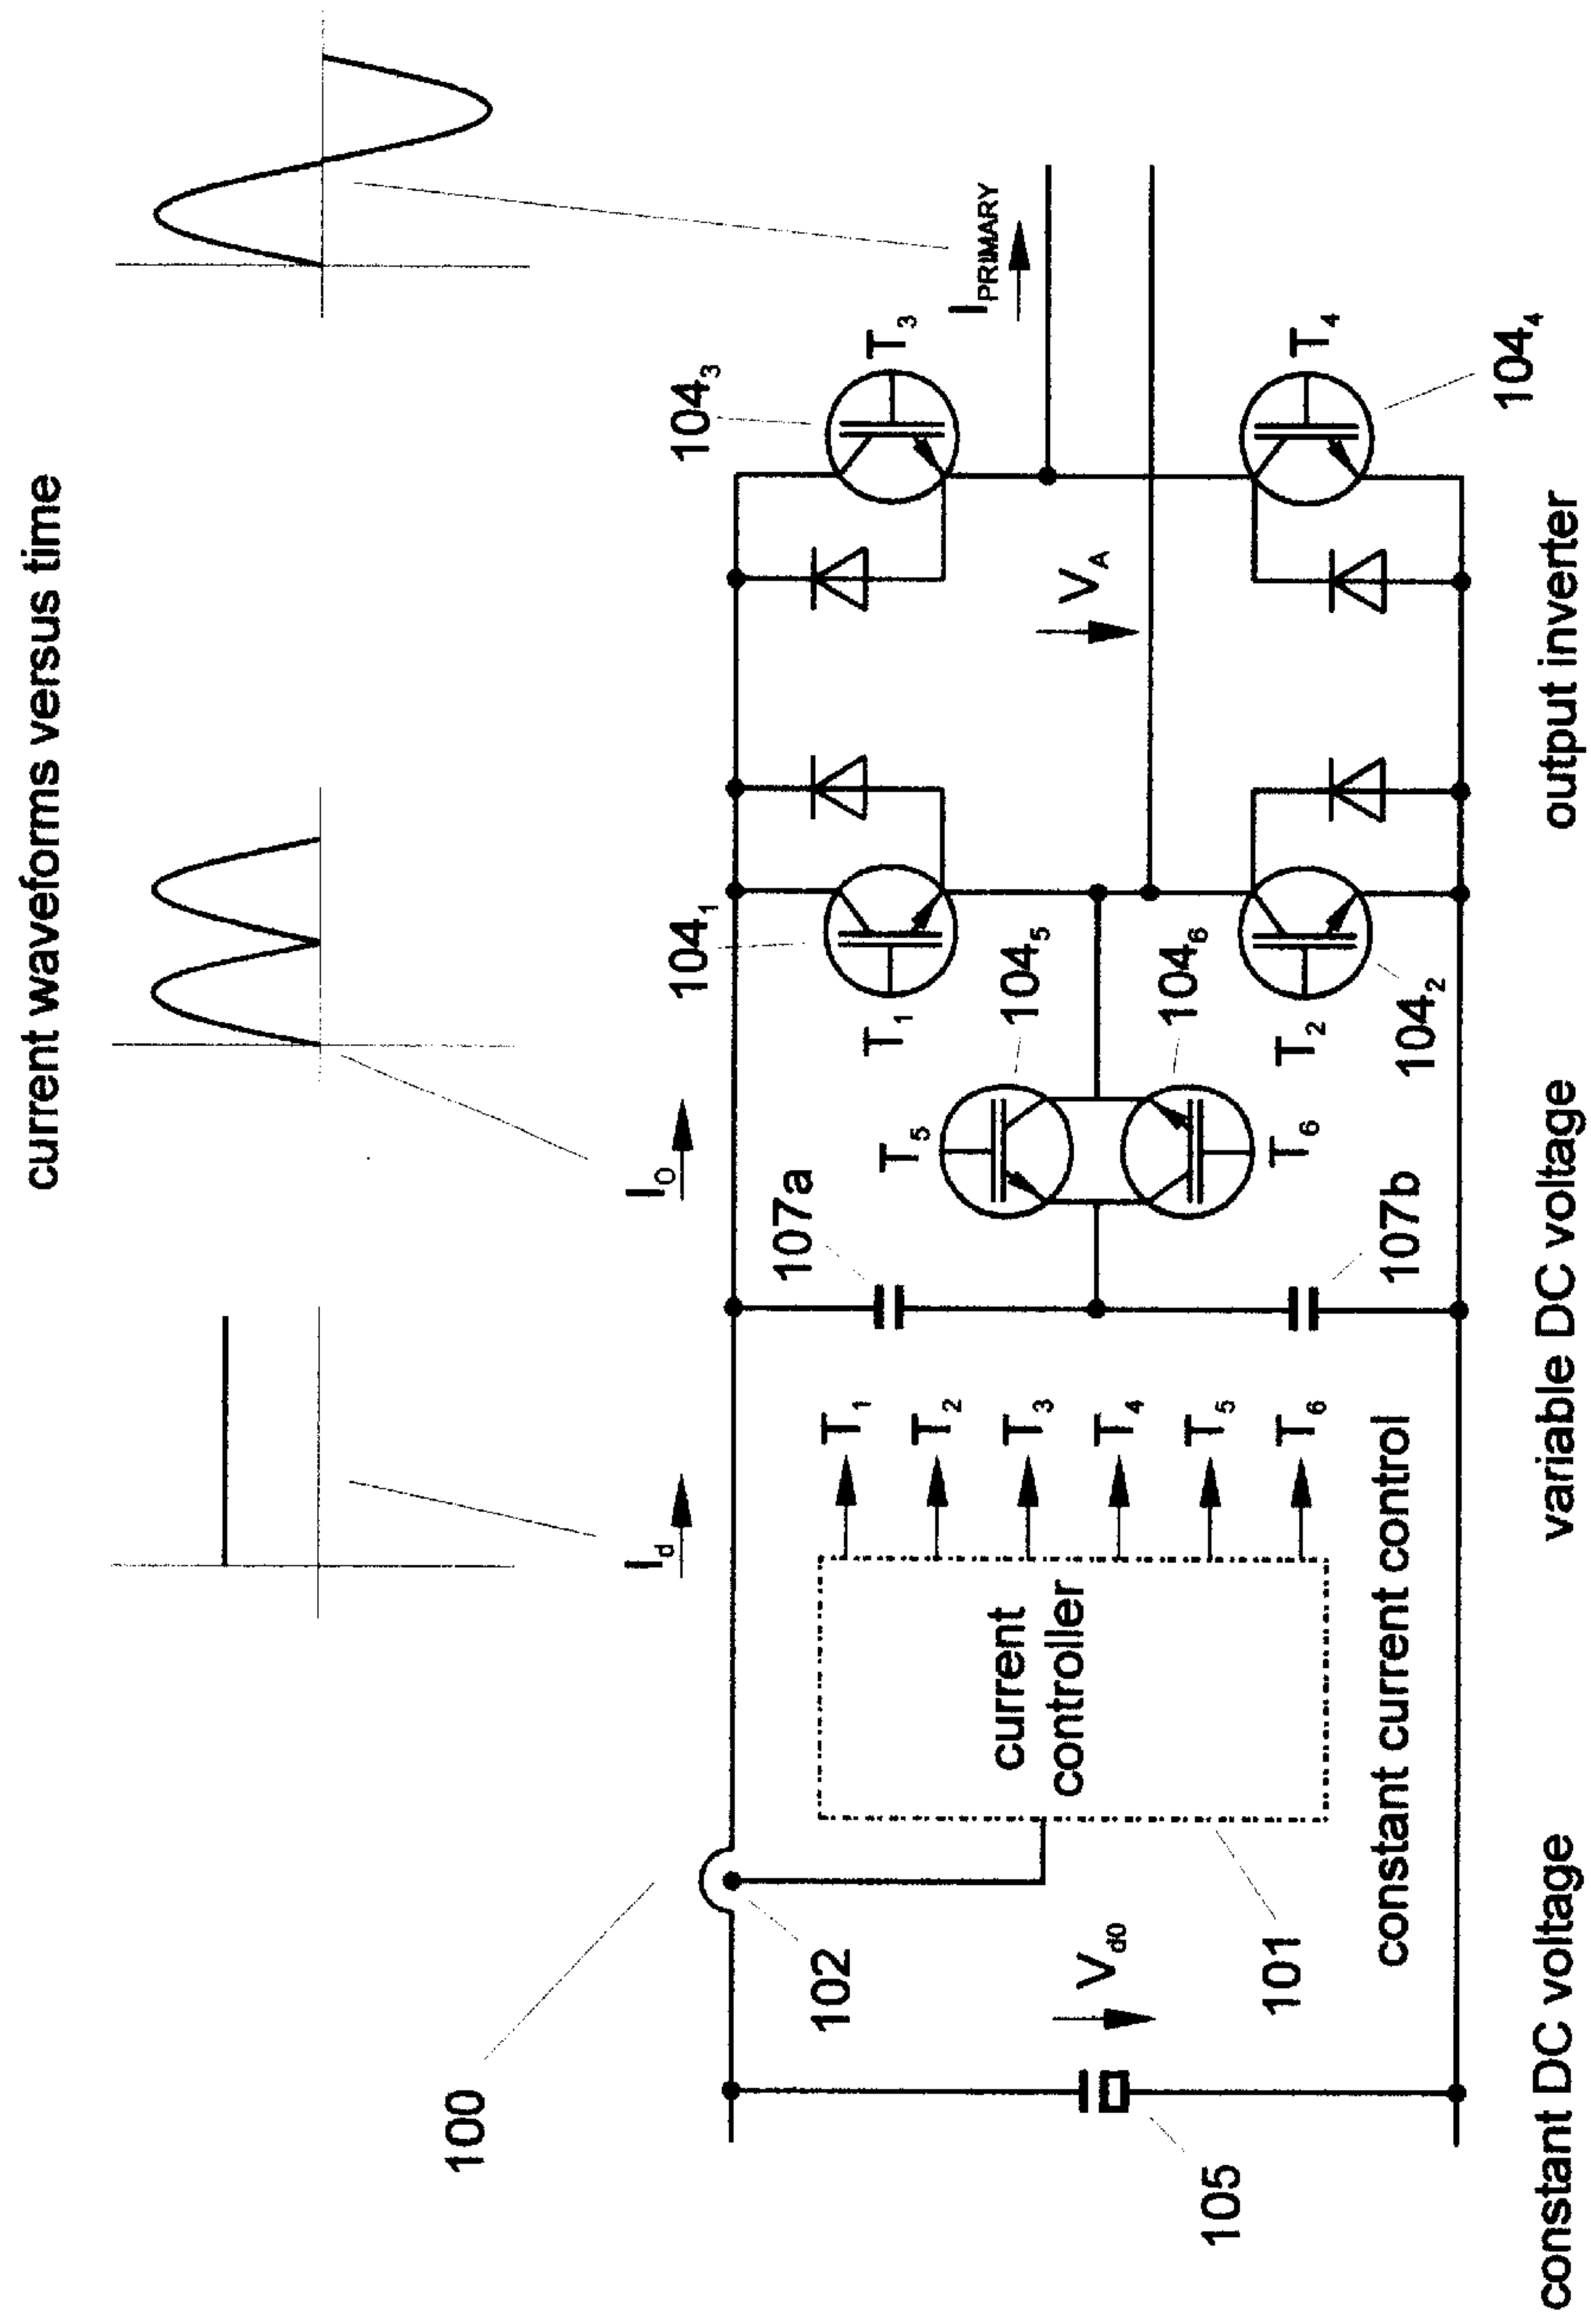 current waveforms versus time
100
I_d
I_O
I_PRIMARY
104_1
104_3
T_3
102
107a
T_5
T_1
104_5
V_A
current
controller
T_1
T_2
T_3
T_4
T_5
T_6
V_d0
104_6
T_6
T_2
T_4
105
101
constant current control
107b
104_2
104_4
constant DC voltage
variable DC voltage
output inverter